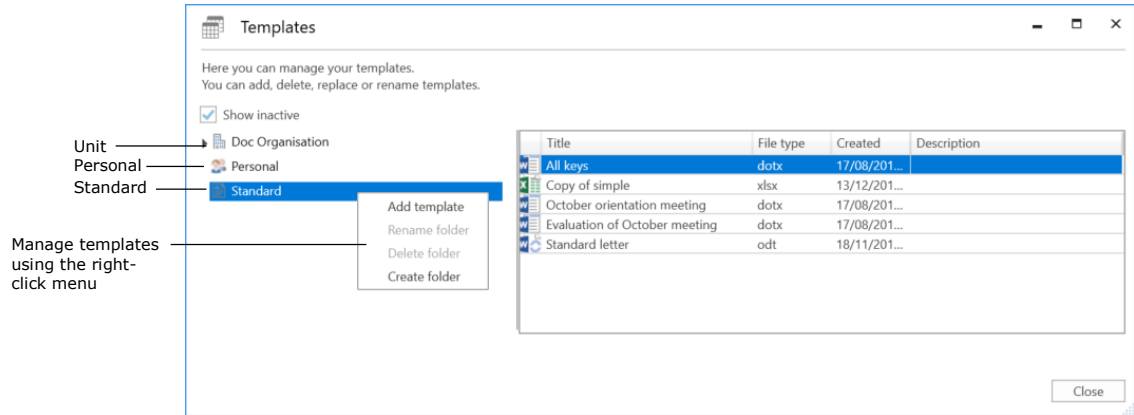 Templates
Here you can manage your templates.
You can add, delete, replace or rename templates.
Show inactive
Unit
Doc Organisation
Personal
Personal
Standard
Standard
Manage templates
using the right-
click menu
Add template
Rename folder
Delete folder
Create folder
Title File type Created Description
All keys dotx 17/08/201...
Copy of simple xlsx 13/12/201...
October orientation meeting dotx 17/08/201...
Evaluation of October meeting dotx 17/08/201...
Standard letter odt 18/11/201...
Close